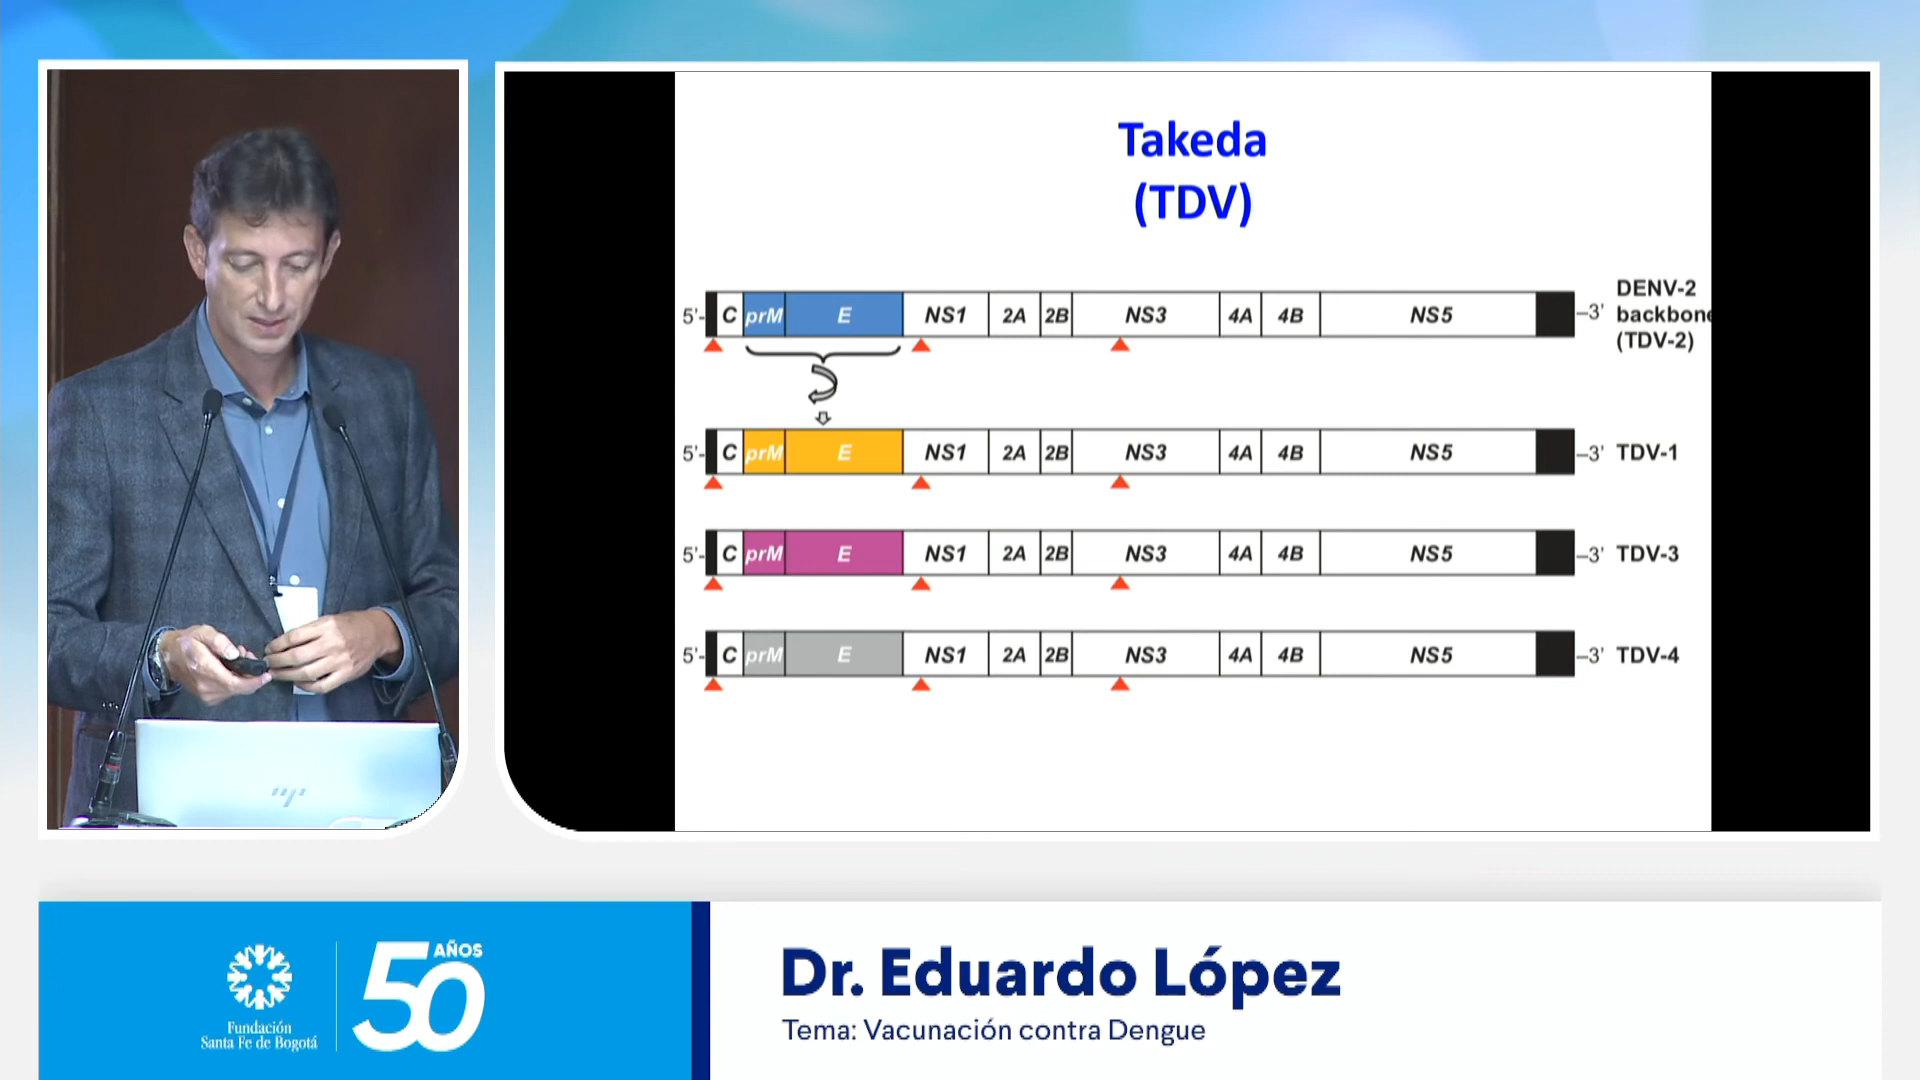 Takeda
(TDV)
5'- C prM E NS1 2A 2B NS3 4A 4B NS5 –3' DENV-2 backbone (TDV-2)
5'- C prM E NS1 2A 2B NS3 4A 4B NS5 –3' TDV-1
5'- C prM E NS1 2A 2B NS3 4A 4B NS5 –3' TDV-3
5'- C prM E NS1 2A 2B NS3 4A 4B NS5 –3' TDV-4
hp
Fundación
Santa Fe de Bogotá
50 AÑOS
Dr. Eduardo López
Tema: Vacunación contra Dengue